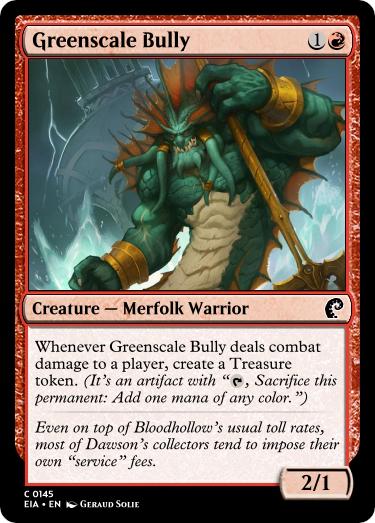 Greenscale Bully 1
Creature — Merfolk Warrior
Whenever Greenscale Bully deals combat
damage to a player, create a Treasure
token. (It's an artifact with “, Sacrifice this
permanent: Add one mana of any color.”)
Even on top of Bloodhollow's usual toll rates,
most of Dawson's collectors tend to impose their
own “service” fees.
2/1
C 0145
EIA • EN Geraud Solie